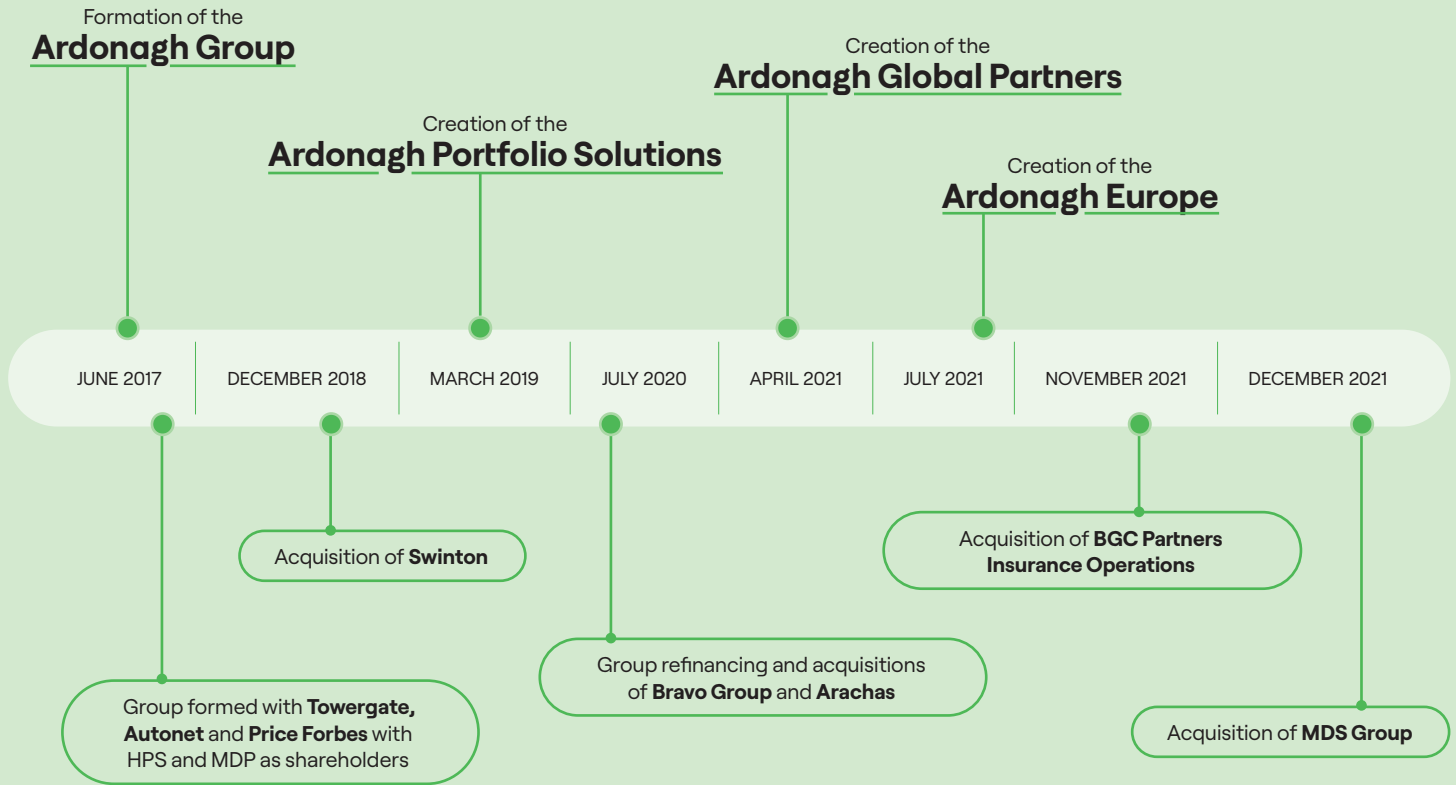 Formation of the
Ardonagh Group
Creation of the
Ardonagh Portfolio Solutions
Creation of the
Ardonagh Global Partners
Creation of the
Ardonagh Europe
JUNE 2017
DECEMBER 2018
MARCH 2019
JULY 2020
APRIL 2021
JULY 2021
NOVEMBER 2021
DECEMBER 2021
Group formed with Towergate,
Autonet and Price Forbes with
HPS and MDP as shareholders
Acquisition of Swinton
Group refinancing and acquisitions
of Bravo Group and Arachas
Acquisition of BGC Partners
Insurance Operations
Acquisition of MDS Group